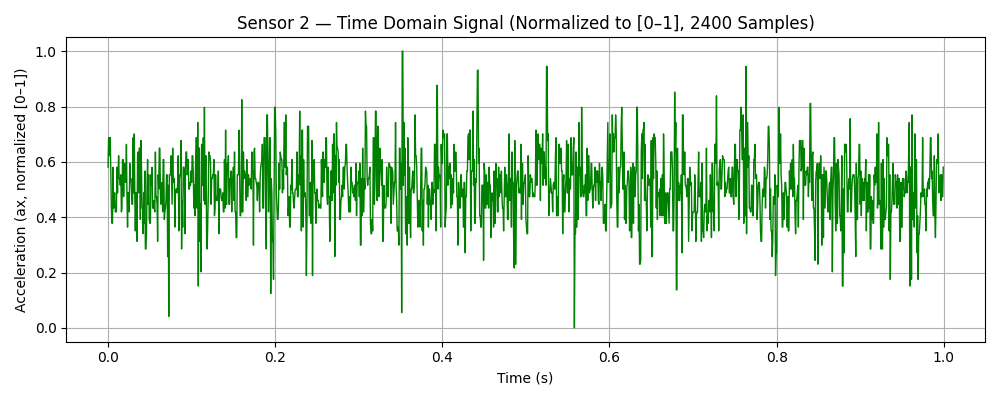 Sensor 2 — Time Domain Signal (Normalized to [0–1], 2400 Samples)
Acceleration (ax, normalized [0–1])
1.0
0.8
0.6
0.4
0.2
0.0
0.0 0.2 0.4 0.6 0.8 1.0
Time (s)